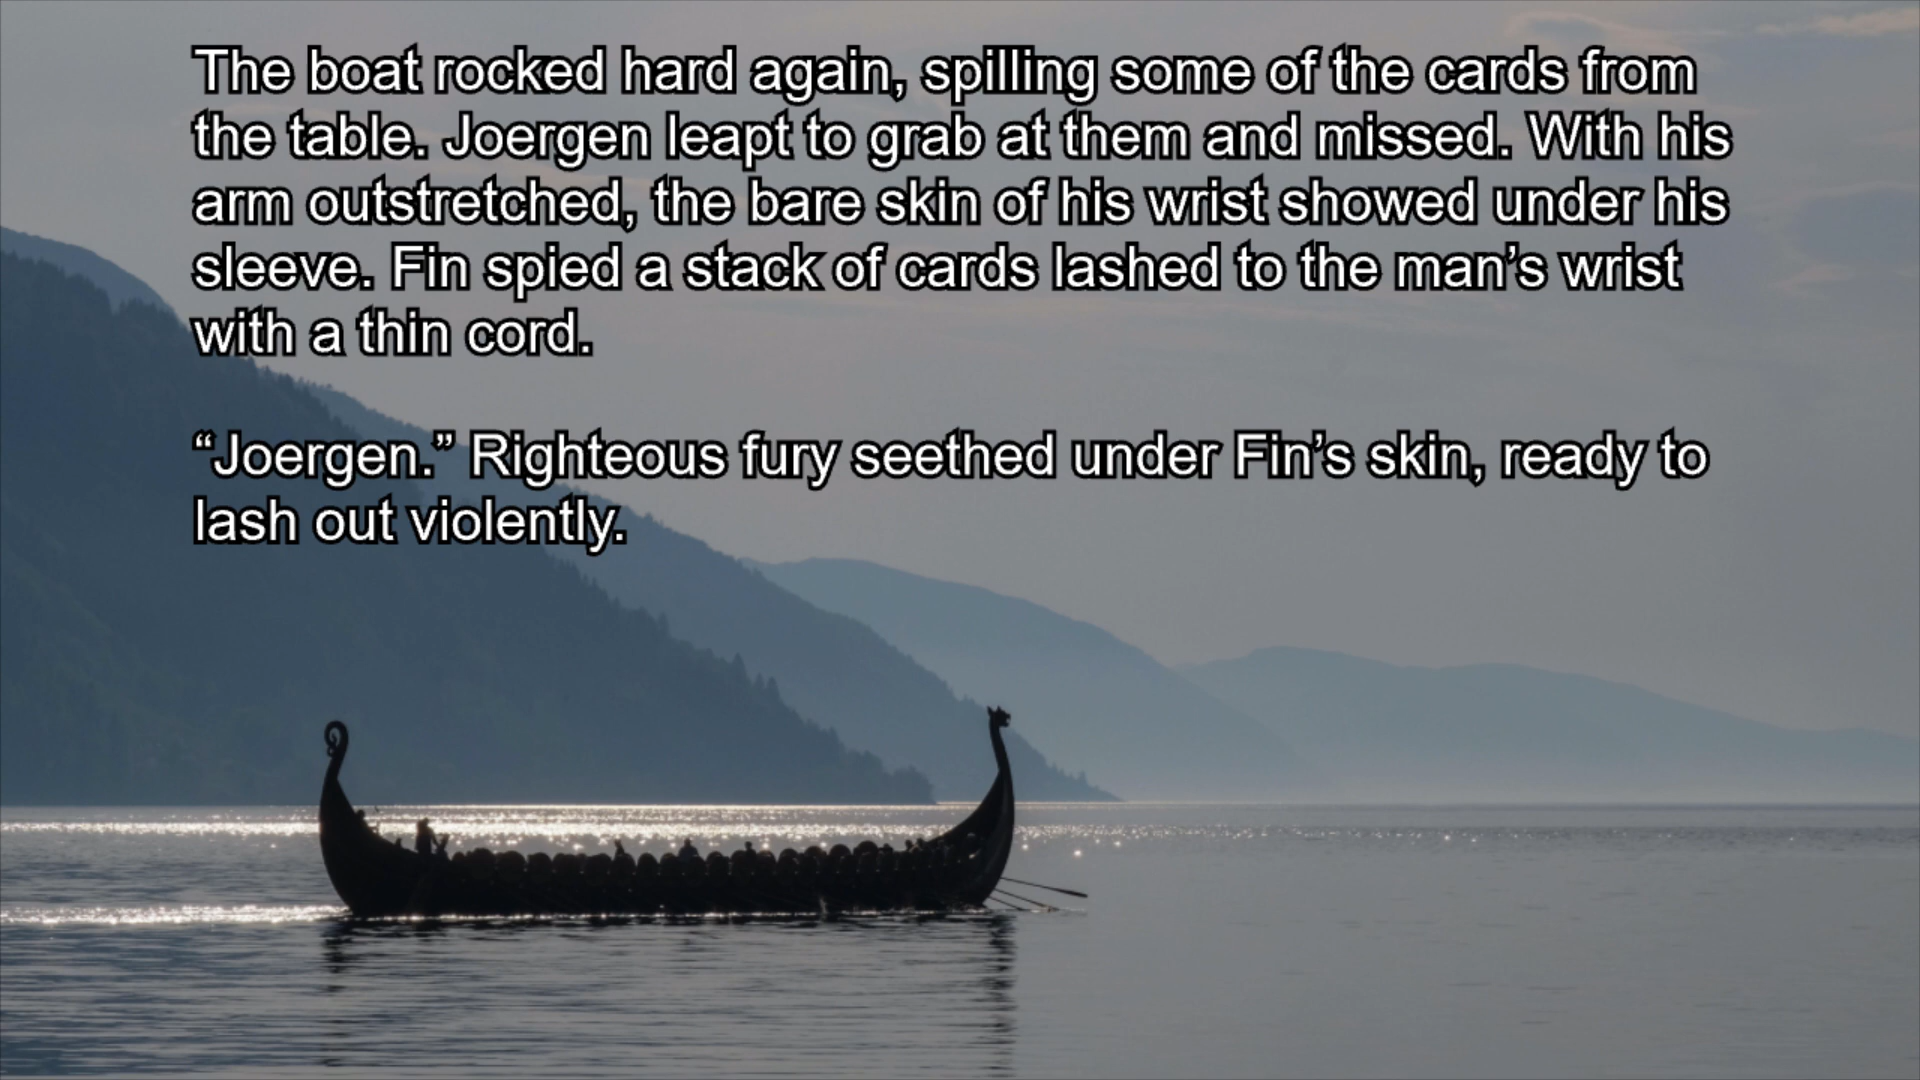 The boat rocked hard again, spilling some of the cards from
the table. Joergen leapt to grab at them and missed. With his
arm outstretched, the bare skin of his wrist showed under his
sleeve. Fin spied a stack of cards lashed to the man’s wrist
with a thin cord.
“Joergen.” Righteous fury seethed under Fin’s skin, ready to
lash out violently.